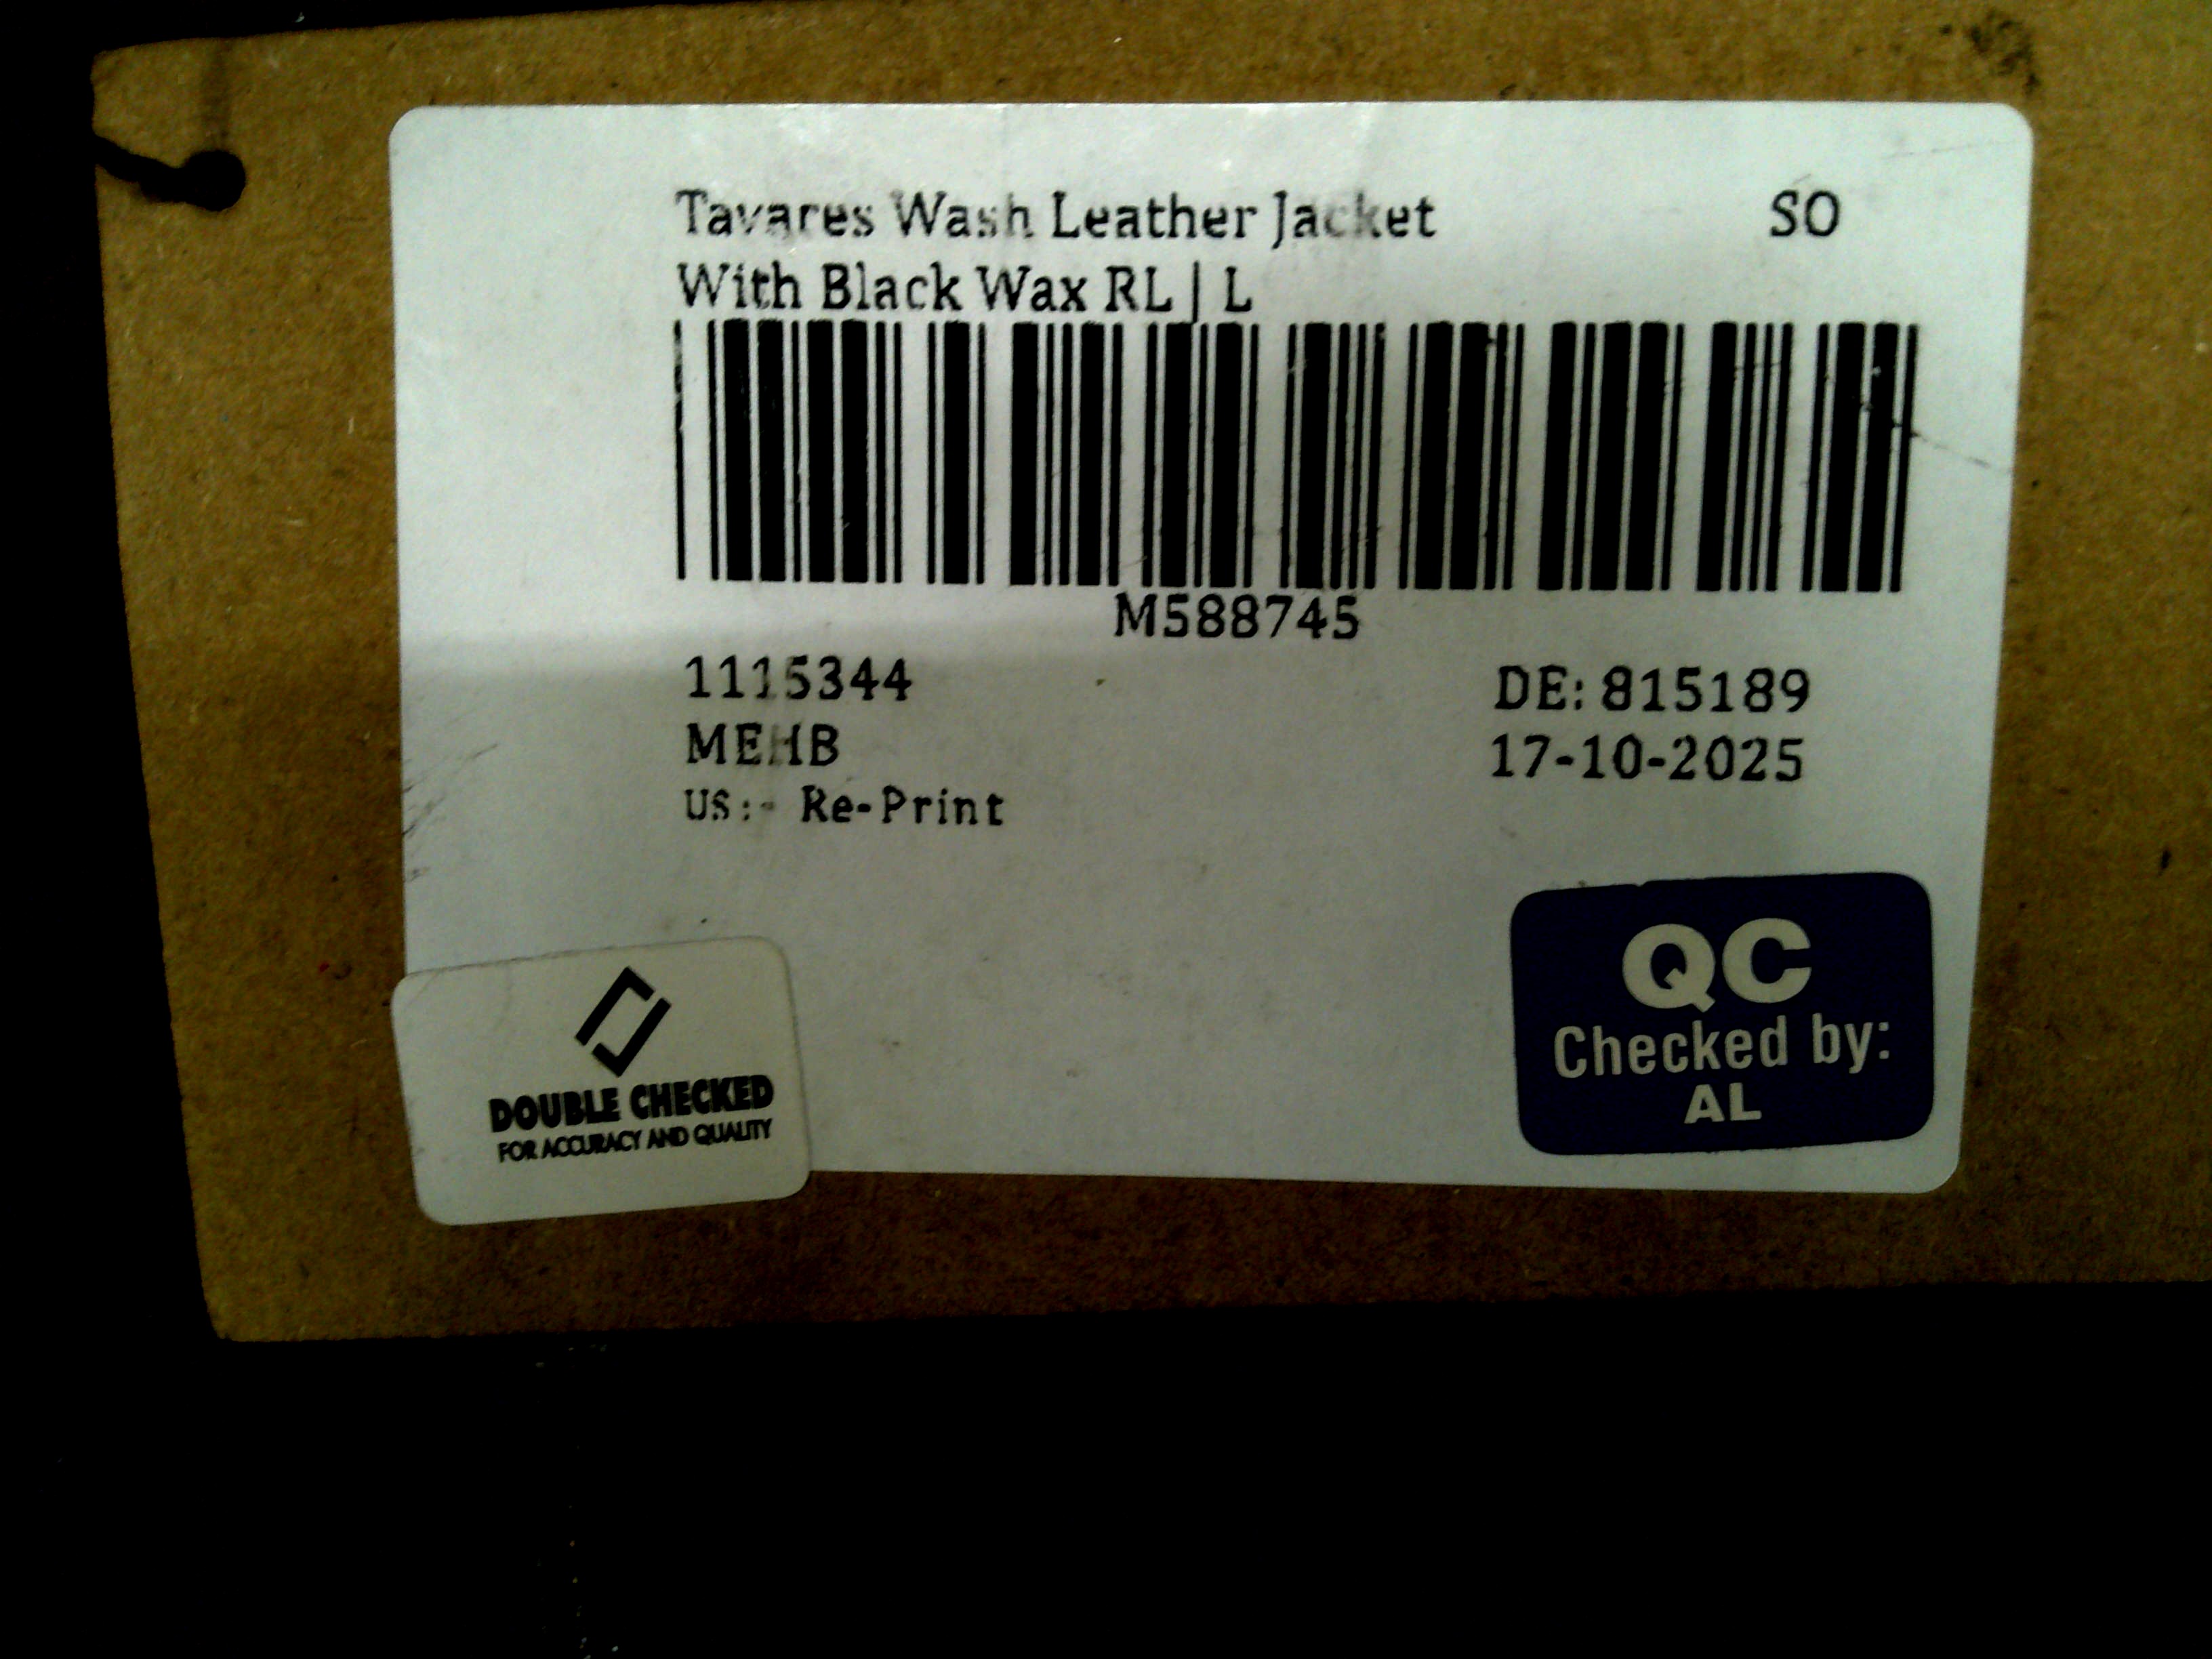 Tavares Wash Leather Jacket SO
With Black Wax RL | L
M588745
1115344 DE: 815189
MEHB 17-10-2025
US:- Re-Print
QC
Checked by:
AL
DOUBLE CHECKED
FOR ACCURACY AND QUALITY